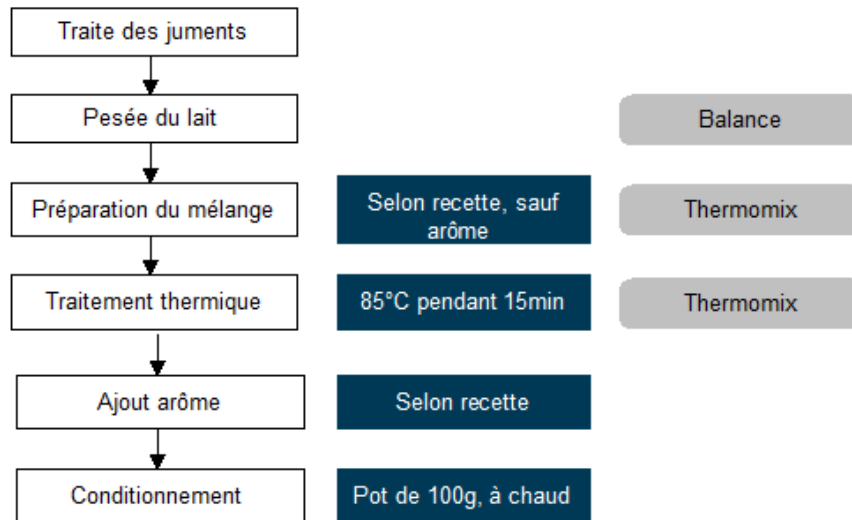 Traite des juments
Pesée du lait
Balance
Préparation du mélange
Selon recette, sauf
arôme
Thermomix
Traitement thermique
85°C pendant 15min
Thermomix
Ajout arôme
Selon recette
Conditionnement
Pot de 100g, à chaud